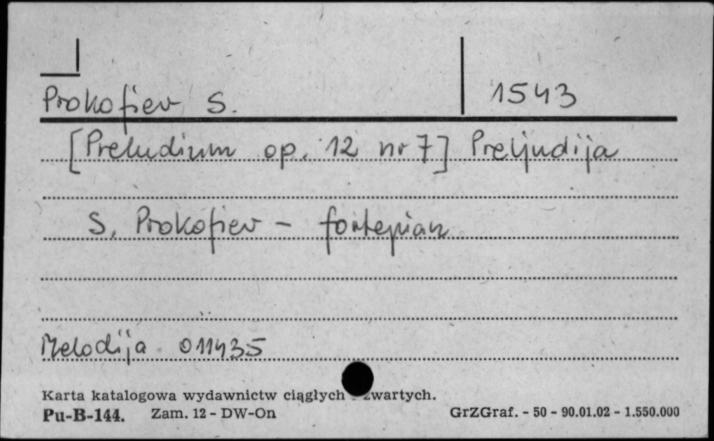 Prokofiev S. 1543
[Preludium op. 12 nr 7] Preljudija
S. Prokofiev - fortepian
Melodija 011435
Karta katalogowa wydawnictw ciągłych zwartych.
Pu-B-144. Zam. 12 - DW-On GrZGraf. - 50 - 90.01.02 - 1.550.000